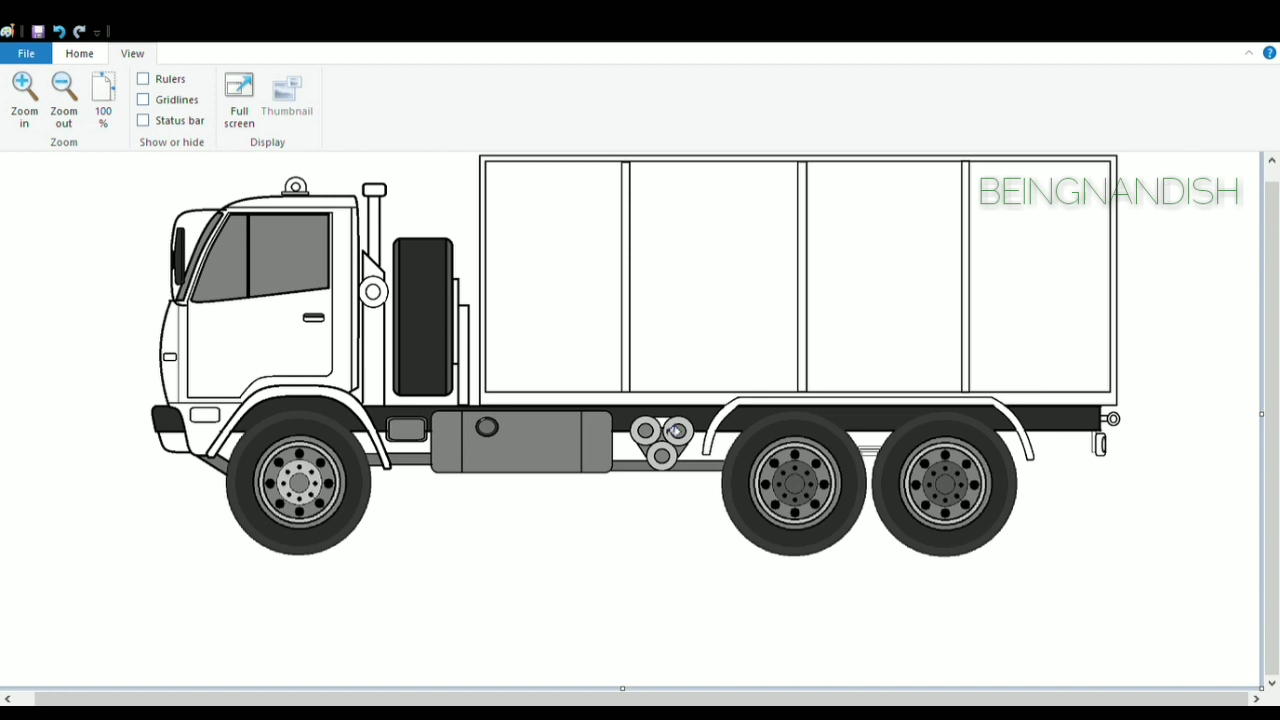 File Home View
Zoom in
Zoom out
100 %
Rulers
Gridlines
Status bar
Full screen
Thumbnail
Zoom
Show or hide
Display
BEINGNANDISH